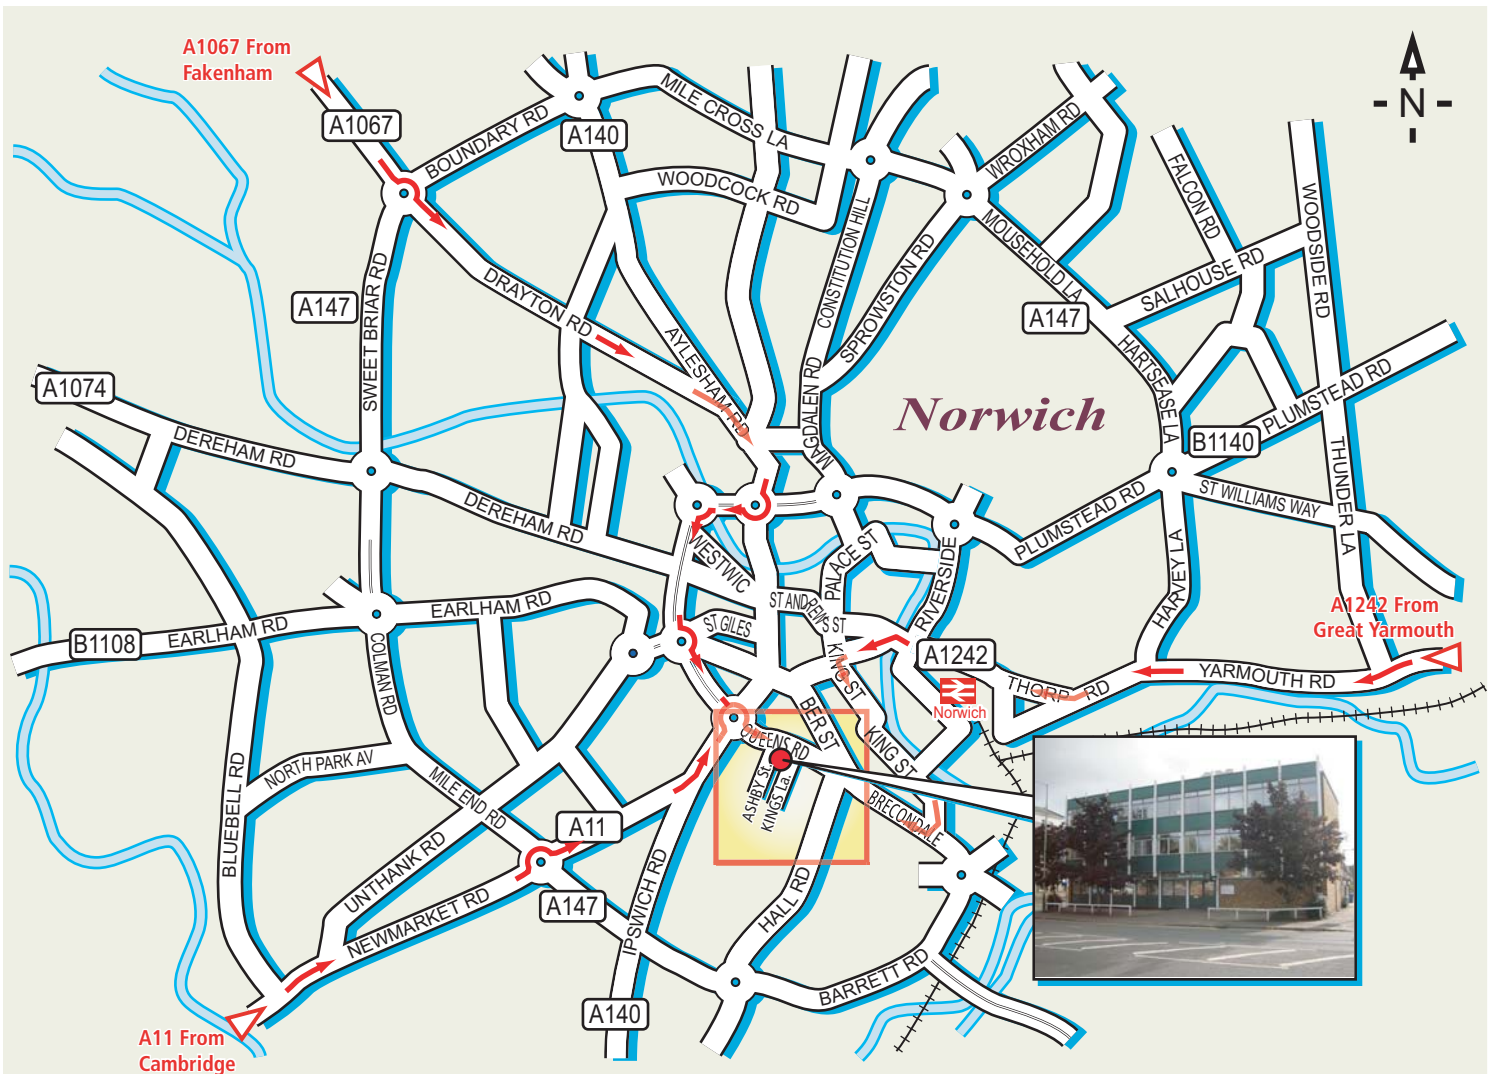 A1067 From
Fakenham
A1067
BOUNDARY RD
A140
MILE CROSS LA
WOODCOCK RD
CONSTITUTION HILL
WROXHAM RD
N
FALCON RD
WOODSIDE RD
MOUSEHOLD LA
SALHOUSE RD
SPROWSTON RD
A147
SWEET BRIAR RD
DRAYTON RD
AYLESHAM RD
A147
HARTSEASE LA
PLUMSTEAD RD
A1074
MAGDALEN RD
Norwich
B1140
DEREHAM RD
DEREHAM RD
THUNDER LA
ST WILLIAMS WAY
PLUMSTEAD RD
WESTWIC
PALACE ST
RIVERSIDE
HARVEY LA
ST ANDREWS ST
A1242 From
Great Yarmouth
B1108
EARLHAM RD
EARLHAM RD
ST GILES
A1242
COLMAN RD
KING ST
THORP RD
YARMOUTH RD
Norwich
BER ST
QUEENS RD
KING ST
BLUEBELL RD
NORTH PARK AV
MILE END RD
ASHBY St.
KINGS La.
BRECONDALE
A11
UNTHANK RD
NEWMARKET RD
A147
IPSWICH RD
HALL RD
BARRETT RD
A140
A11 From
Cambridge